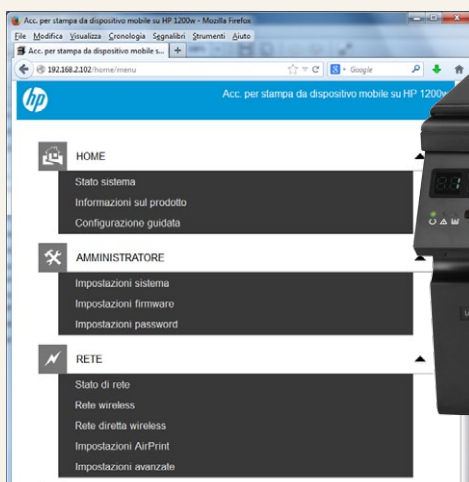 Acc. per stampa da dispositivo mobile su HP 1200w - Mozilla Firefox
File Modifica Visualizza Cronologia Segnalibri Strumenti Aiuto
Acc. per stampa da dispositivo mobile s... +
192.168.2.102/home/menu
Google
hp
Acc. per stampa da dispositivo mobile su HP 1200w
HOME
Stato sistema
Informazioni sul prodotto
Configurazione guidata
AMMINISTRATORE
Impostazioni sistema
Impostazioni firmware
Impostazioni password
RETE
Stato di rete
Rete wireless
Rete diretta wireless
Impostazioni AirPrint
Impostazioni avanzate